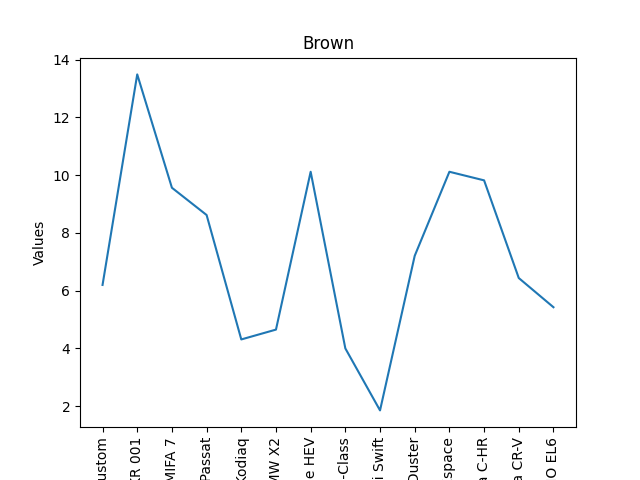 Brown
14
12
10
8
6
4
2
Values
ustom
R 001
MIFA 7
Passat
Kodiaq
MW X2
e HEV
-Class
i Swift
Duster
space
a C-HR
a CR-V
O EL6